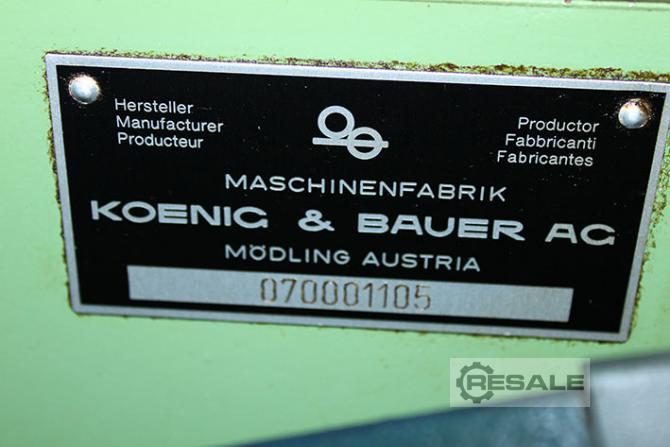 Hersteller
Manufacturer
Producteur
Productor
Fabbricanti
Fabricantes
MASCHINENFABRIK
KOENIG & BAUER AG
MÖDLING AUSTRIA
070001105
RESALE